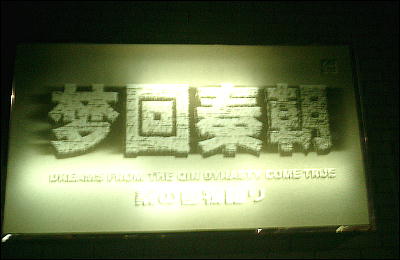 梦回秦朝
DREAMS FROM THE QIN DYNASTY COME TRUE